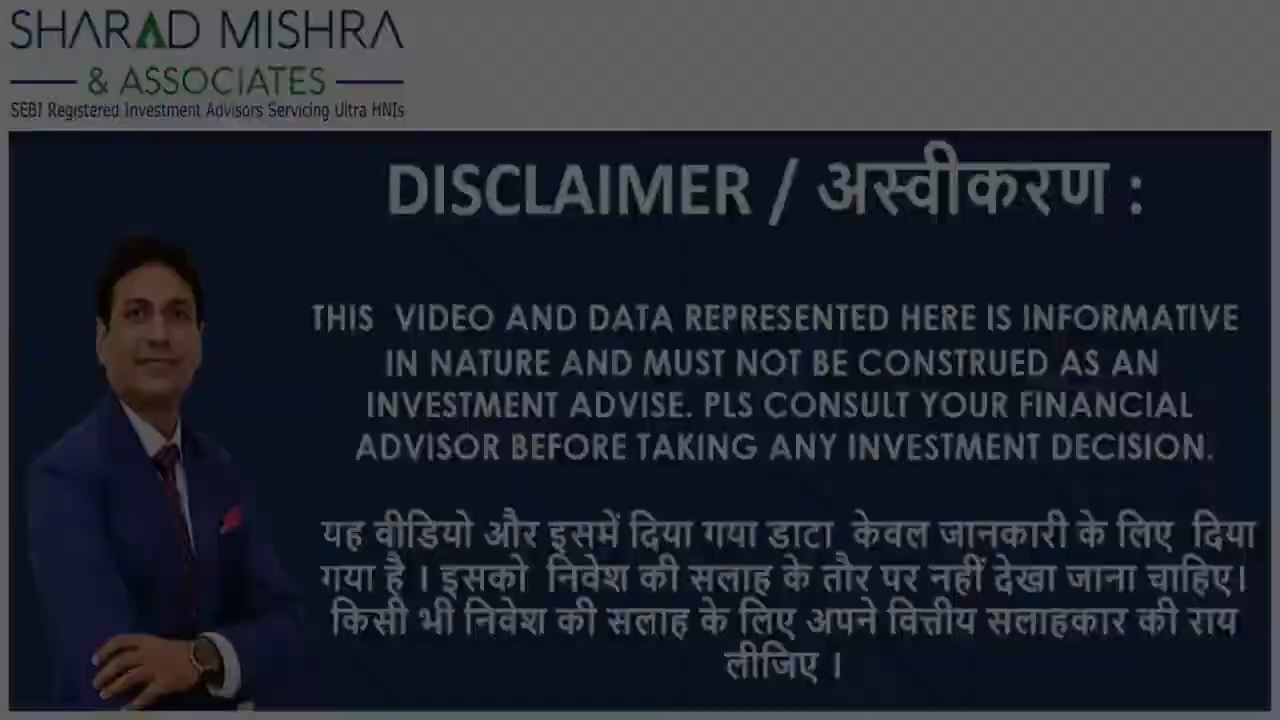 SHARAD MISHRA
& ASSOCIATES
SEBI Registered Investment Advisors Servicing Ultra HNIs
DISCLAIMER / अस्वीकरण :
THIS VIDEO AND DATA REPRESENTED HERE IS INFORMATIVE
IN NATURE AND MUST NOT BE CONSTRUED AS AN
INVESTMENT ADVISE. PLS CONSULT YOUR FINANCIAL
ADVISOR BEFORE TAKING ANY INVESTMENT DECISION.
यह वीडियो और इसमें दिया गया डाटा केवल जानकारी के लिए दिया
गया है । इसको निवेश की सलाह के तौर पर नहीं देखा जाना चाहिए।
किसी भी निवेश की सलाह के लिए अपने वित्तीय सलाहकार की राय
लीजिए ।